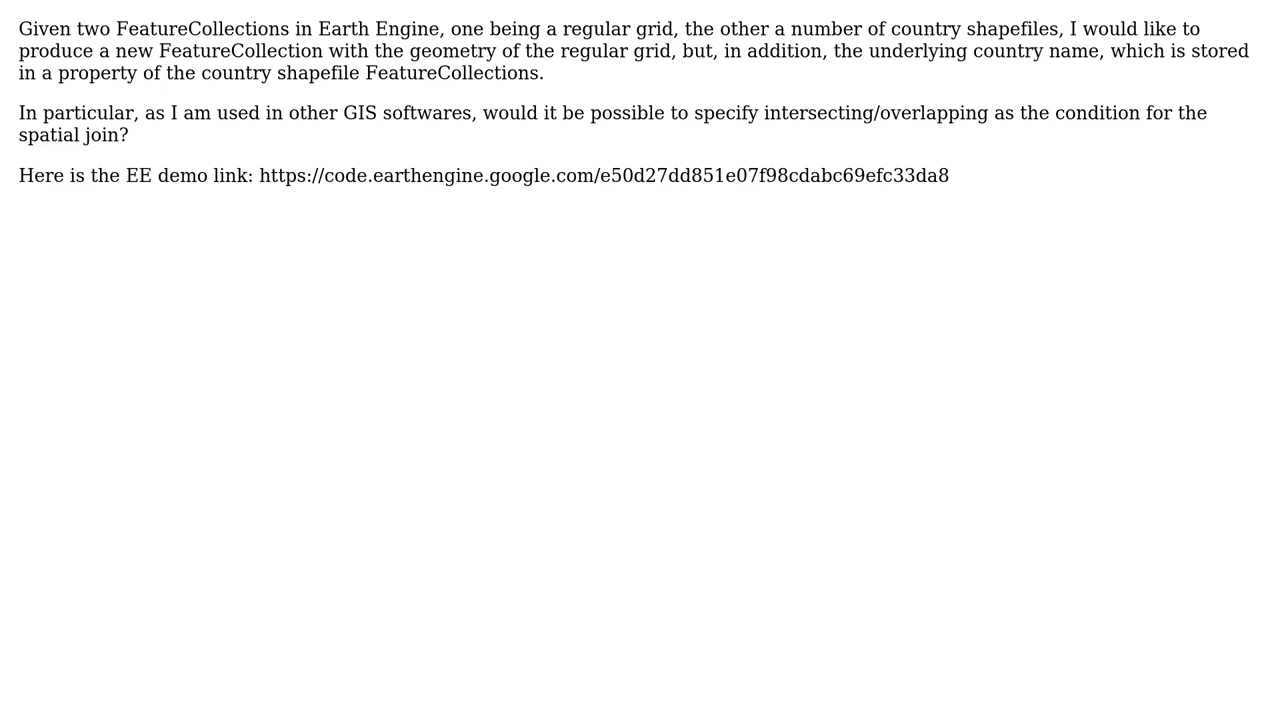 Given two FeatureCollections in Earth Engine, one being a regular grid, the other a number of country shapefiles, I would like to
produce a new FeatureCollection with the geometry of the regular grid, but, in addition, the underlying country name, which is stored
in a property of the country shapefile FeatureCollections.
In particular, as I am used in other GIS softwares, would it be possible to specify intersecting/overlapping as the condition for the
spatial join?
Here is the EE demo link: https://code.earthengine.google.com/e50d27dd851e07f98cdabc69efc33da8